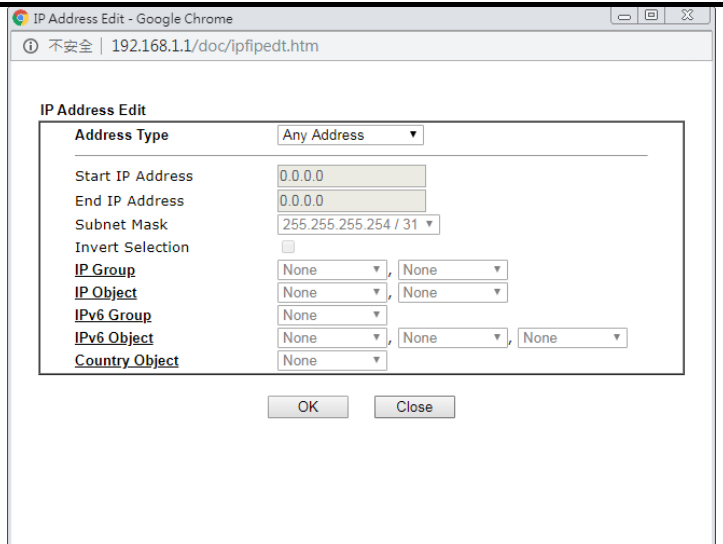 IP Address Edit - Google Chrome
不安全 | 192.168.1.1/doc/ipfipedt.htm
IP Address Edit
Address Type Any Address
Start IP Address 0.0.0.0
End IP Address 0.0.0.0
Subnet Mask 255.255.255.254 / 31
Invert Selection
IP Group None , None
IP Object None , None
IPv6 Group None
IPv6 Object None , None , None
Country Object None
OK Close